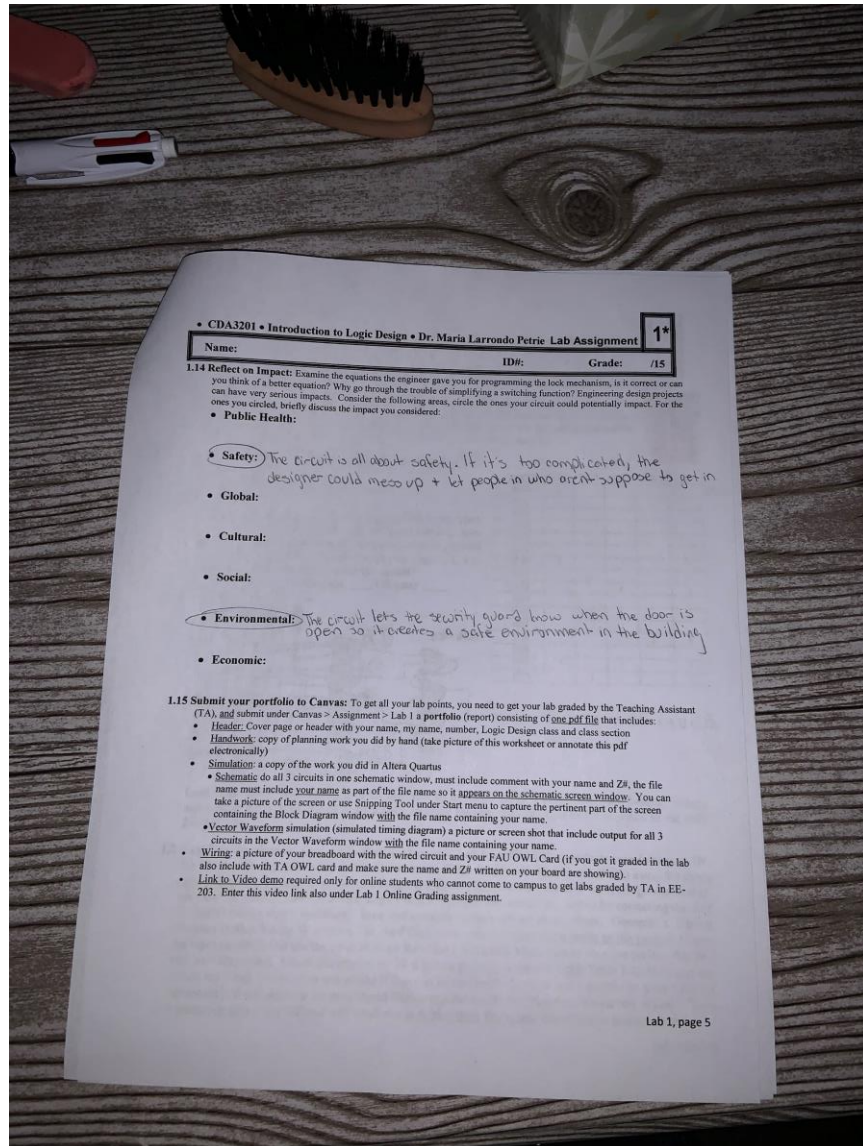 • CDA3201 • Introduction to Logic Design • Dr. Maria Larrondo Petrie Lab Assignment 1*
Name: ID#: Grade: /15
1.14 Reflect on Impact: Examine the equations the engineer gave you for programming the lock mechanism, is it correct or can
you think of a better equation? Why go through the trouble of simplifying a switching function? Engineering design projects
can have very serious impacts. Consider the following areas, circle the ones your circuit could potentially impact. For the
ones you circled, briefly discuss the impact you considered:
• Public Health:
• Safety: The circuit is all about safety. If it's too complicated, the
designer could mess up + let people in who arent suppose to get in
• Global:
• Cultural:
• Social:
• Environmental: The circuit lets the security guard know when the door is
open so it creates a safe environment in the building
• Economic:
1.15 Submit your portfolio to Canvas: To get all your lab points, you need to get your lab graded by the Teaching Assistant
(TA), and submit under Canvas > Assignment > Lab 1 a portfolio (report) consisting of one pdf file that includes:
• Header: Cover page or header with your name, my name, number, Logic Design class and class section
• Handwork: copy of planning work you did by hand (take picture of this worksheet or annotate this pdf
electronically)
• Simulation: a copy of the work you did in Altera Quartus
• Schematic do all 3 circuits in one schematic window, must include comment with your name and Z#, the file
name must include your name as part of the file name so it appears on the schematic screen window. You can
take a picture of the screen or use Snipping Tool under Start menu to capture the pertinent part of the screen
containing the Block Diagram window with the file name containing your name.
•Vector Waveform simulation (simulated timing diagram) a picture or screen shot that include output for all 3
circuits in the Vector Waveform window with the file name containing your name.
• Wiring: a picture of your breadboard with the wired circuit and your FAU OWL Card (if you got it graded in the lab
also include with TA OWL card and make sure the name and Z# written on your board are showing).
• Link to Video demo required only for online students who cannot come to campus to get labs graded by TA in EE-
203. Enter this video link also under Lab 1 Online Grading assignment.
Lab 1, page 5